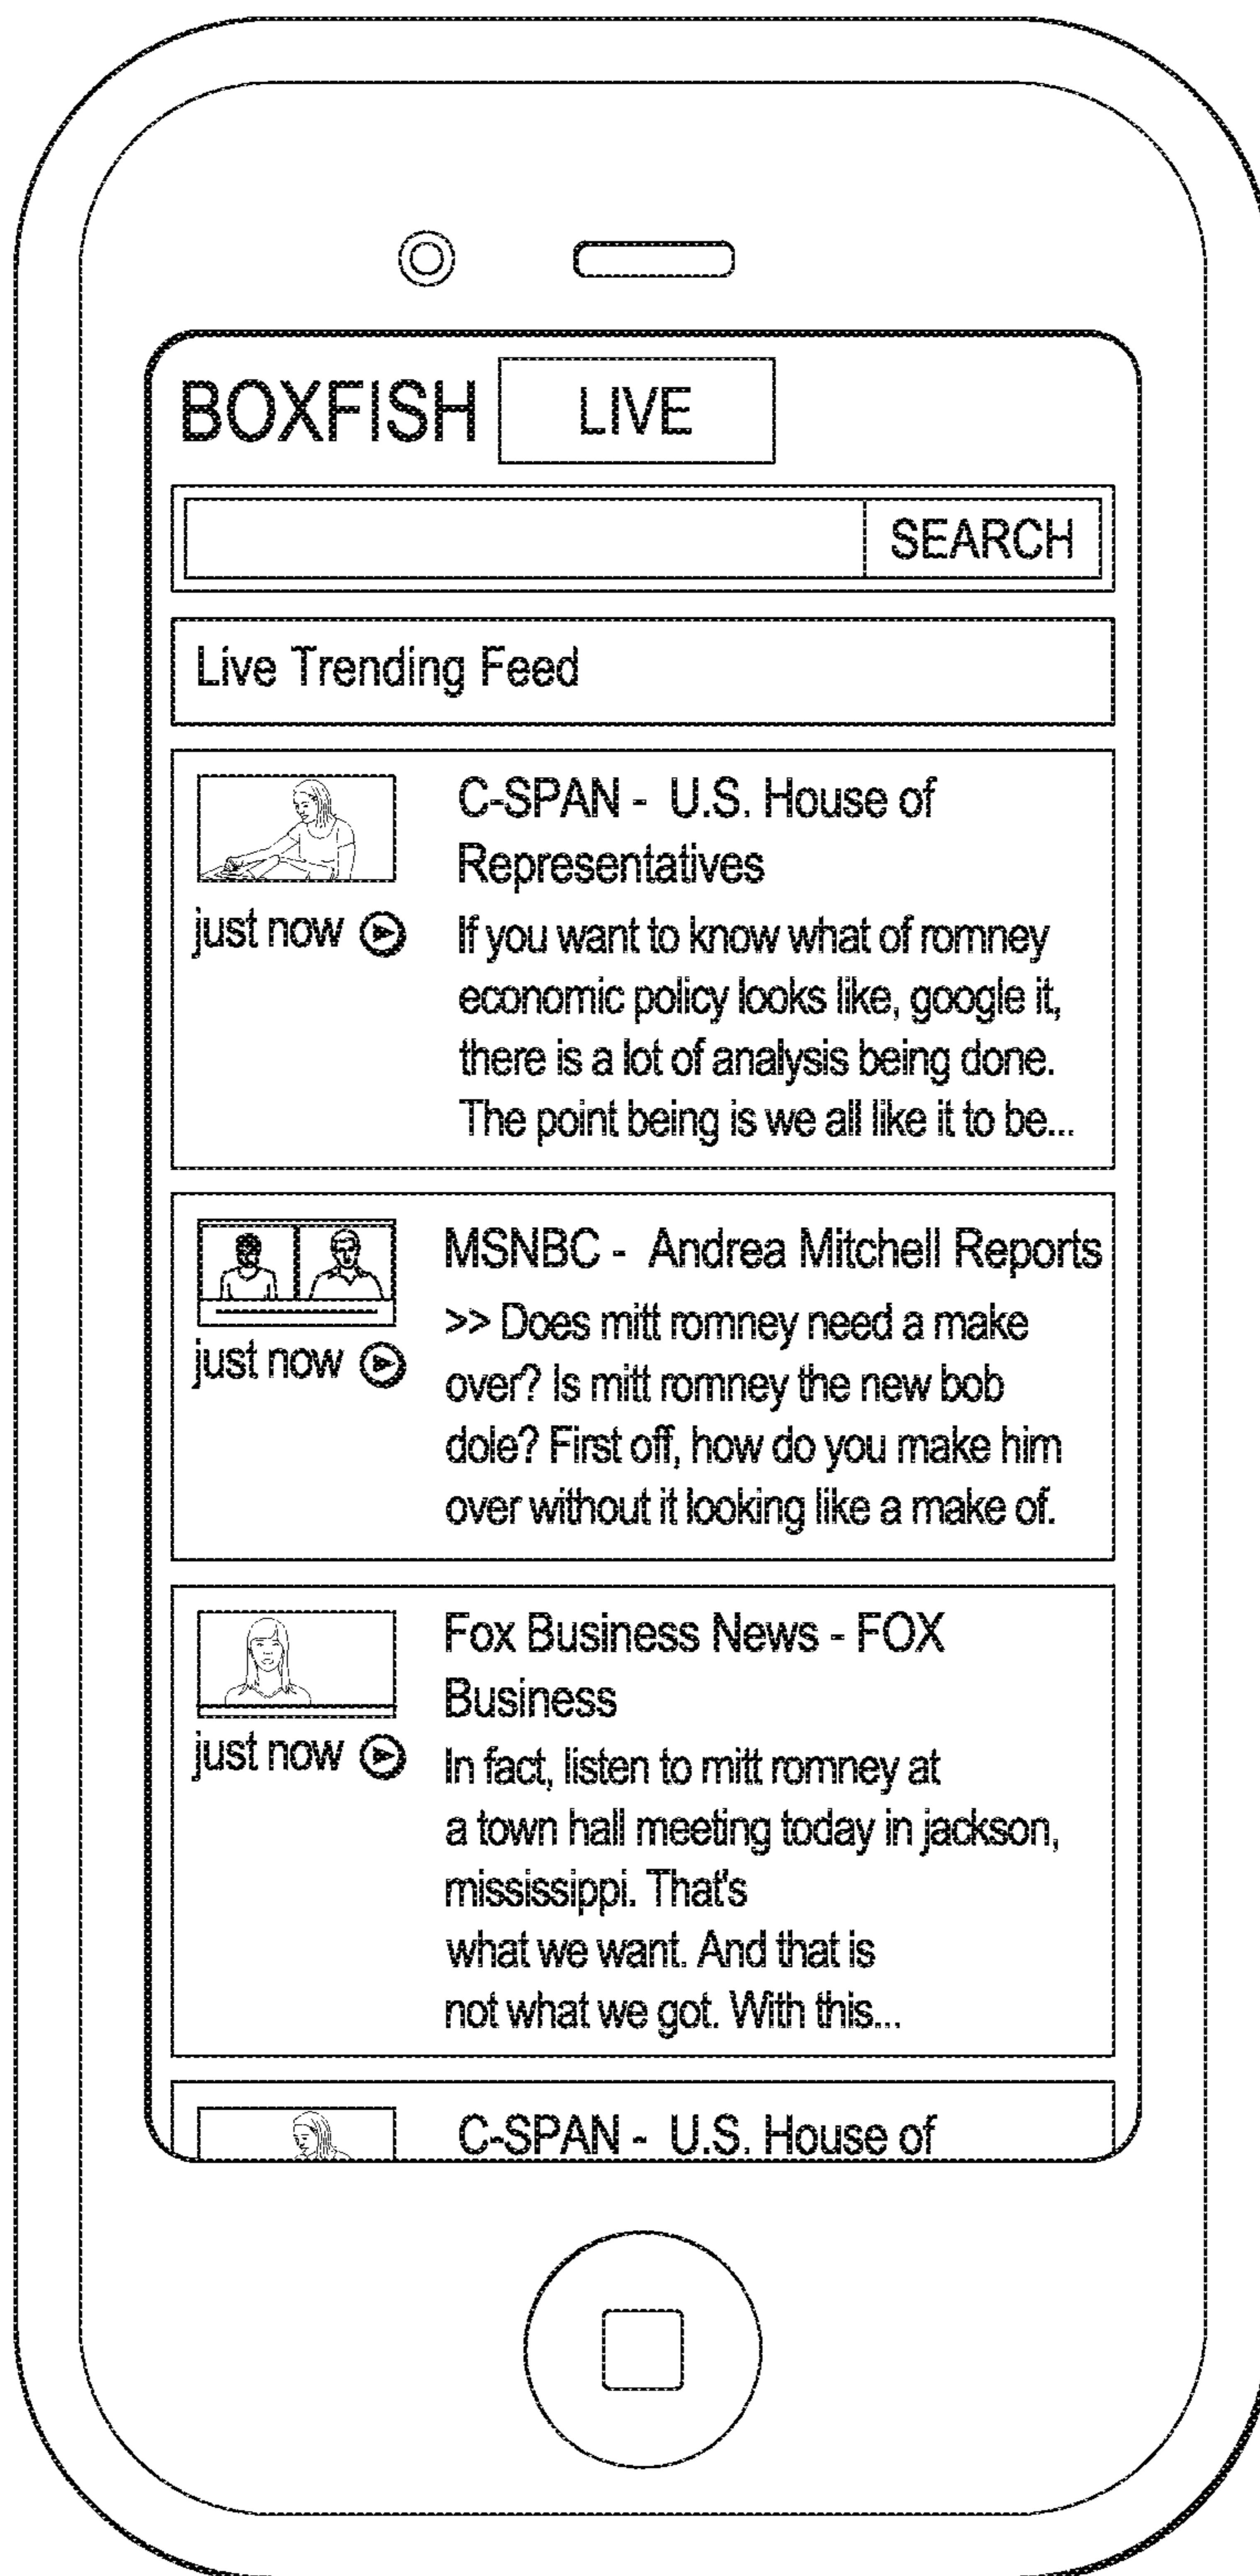 BOXFISH LIVE
SEARCH
Live Trending Feed
C-SPAN - U.S. House of
Representatives
just now
If you want to know what of romney
economic policy looks like, google it,
there is a lot of analysis being done.
The point being is we all like it to be...
MSNBC - Andrea Mitchell Reports
just now
>> Does mitt romney need a make
over? Is mitt romney the new bob
dole? First off, how do you make him
over without it looking like a make of.
Fox Business News - FOX
Business
just now
In fact, listen to mitt romney at
a town hall meeting today in jackson,
mississippi. That's
what we want. And that is
not what we got. With this...
C-SPAN - U.S. House of